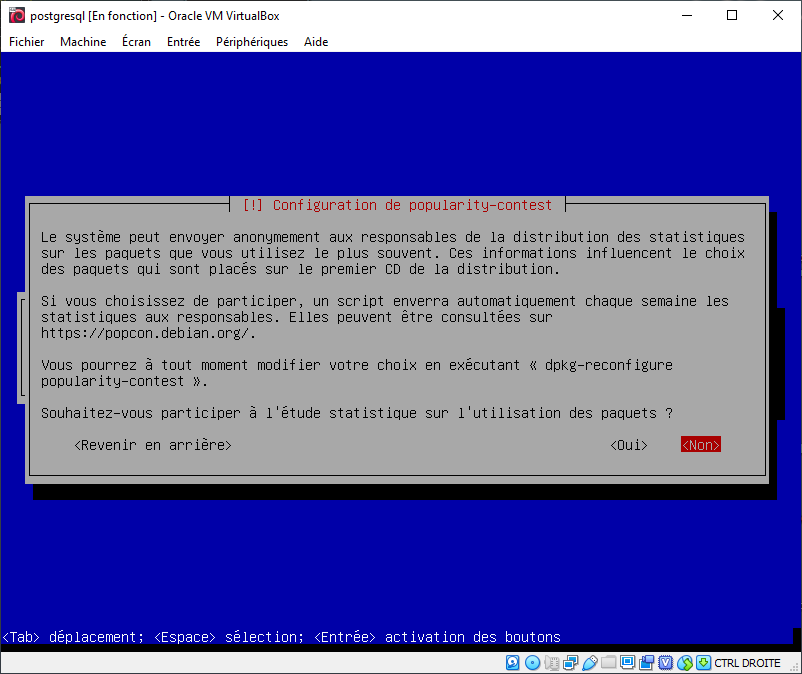 postgresql [En fonction] - Oracle VM VirtualBox
Fichier Machine Écran Entrée Périphériques Aide
[!] Configuration de popularity-contest
Le système peut envoyer anonymement aux responsables de la distribution des statistiques
sur les paquets que vous utilisez le plus souvent. Ces informations influencent le choix
des paquets qui sont placés sur le premier CD de la distribution.
Si vous choisissez de participer, un script enverra automatiquement chaque semaine les
statistiques aux responsables. Elles peuvent être consultées sur
https://popcon.debian.org/.
Vous pourrez à tout moment modifier votre choix en exécutant « dpkg-reconfigure
popularity-contest ».
Souhaitez-vous participer à l'étude statistique sur l'utilisation des paquets ?
<Revenir en arrière> <Oui> <Non>
<Tab> déplacement; <Espace> sélection; <Entrée> activation des boutons
CTRL DROITE